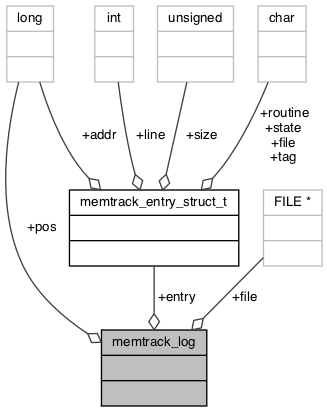 long
int
unsigned
char
+addr
+line
+size
+routine
+state
+file
+tag
memtrack_entry_struct_t
FILE *
+pos
+entry
+file
memtrack_log